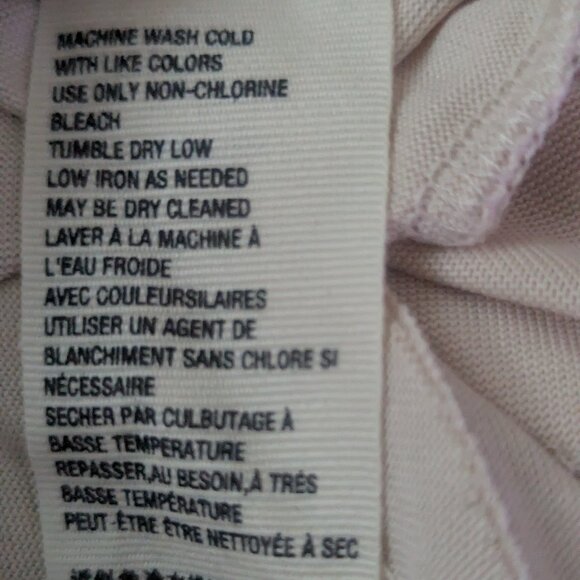 MACHINE WASH COLD
WITH LIKE COLORS
USE ONLY NON-CHLORINE
BLEACH
TUMBLE DRY LOW
LOW IRON AS NEEDED
MAY BE DRY CLEANED
LAVER À LA MACHINE À
L'EAU FROIDE
AVEC COULEURSILAIRES
UTILISER UN AGENT DE
BLANCHIMENT SANS CHLORE SI
NÉCESSAIRE
SECHER PAR CULBUTAGE À
BASSE TEMPERATURE
REPASSER,AU BESOIN,À TRÉS
BASSE TEMPÉRATURE
PEUT-ÊTRE ÊTRE NETTOYÉE À SEC